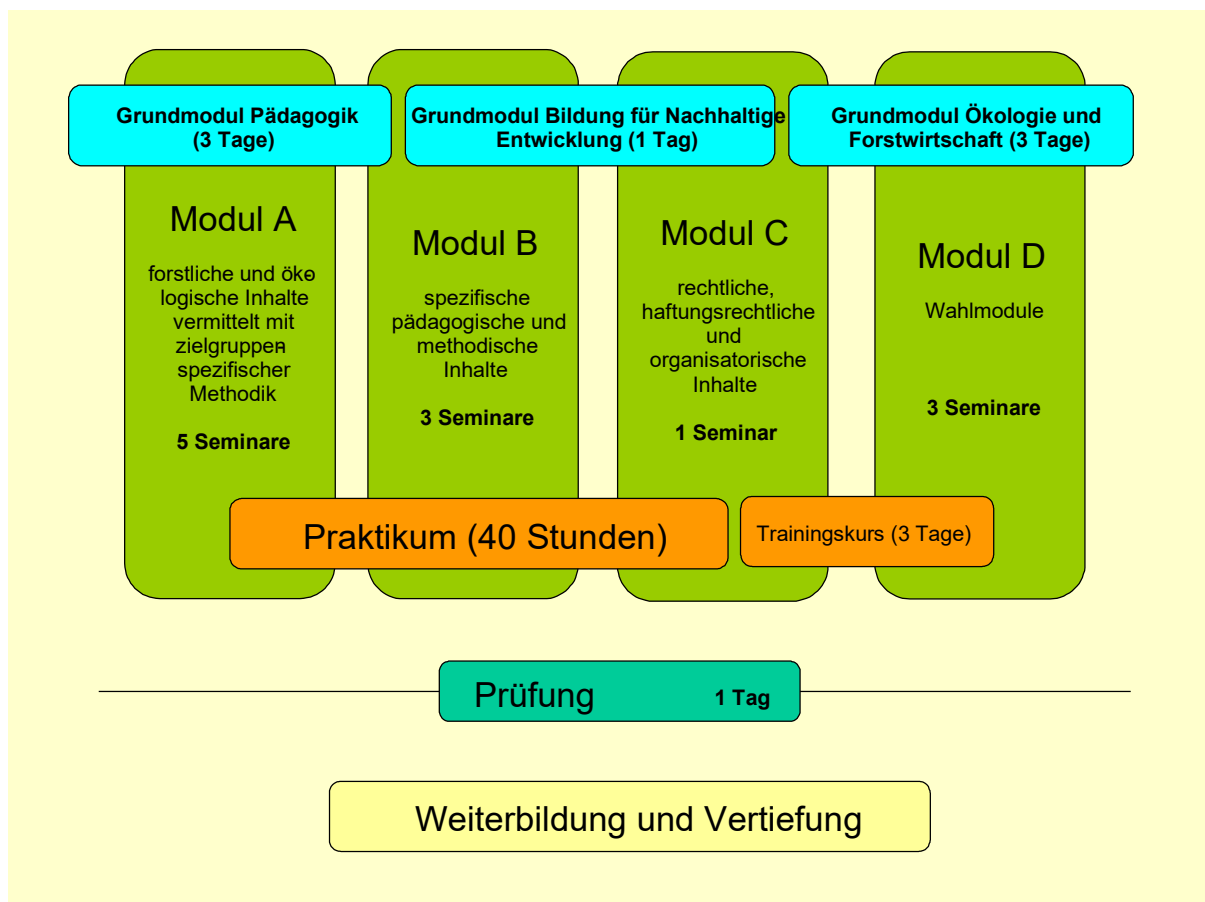 Grundmodul Pädagogik
(3 Tage)
Grundmodul Bildung für Nachhaltige
Entwicklung (1 Tag)
Grundmodul Ökologie und
Forstwirtschaft (3 Tage)
Modul A
forstliche und öko-
logische Inhalte
vermittelt mit
zielgruppen-
spezifischer
Methodik
5 Seminare
Modul B
spezifische
pädagogische und
methodische
Inhalte
3 Seminare
Modul C
rechtliche,
haftungsrechtliche
und
organisatorische
Inhalte
1 Seminar
Modul D
Wahlmodule
3 Seminare
Praktikum (40 Stunden)
Trainingskurs (3 Tage)
Prüfung 1 Tag
Weiterbildung und Vertiefung